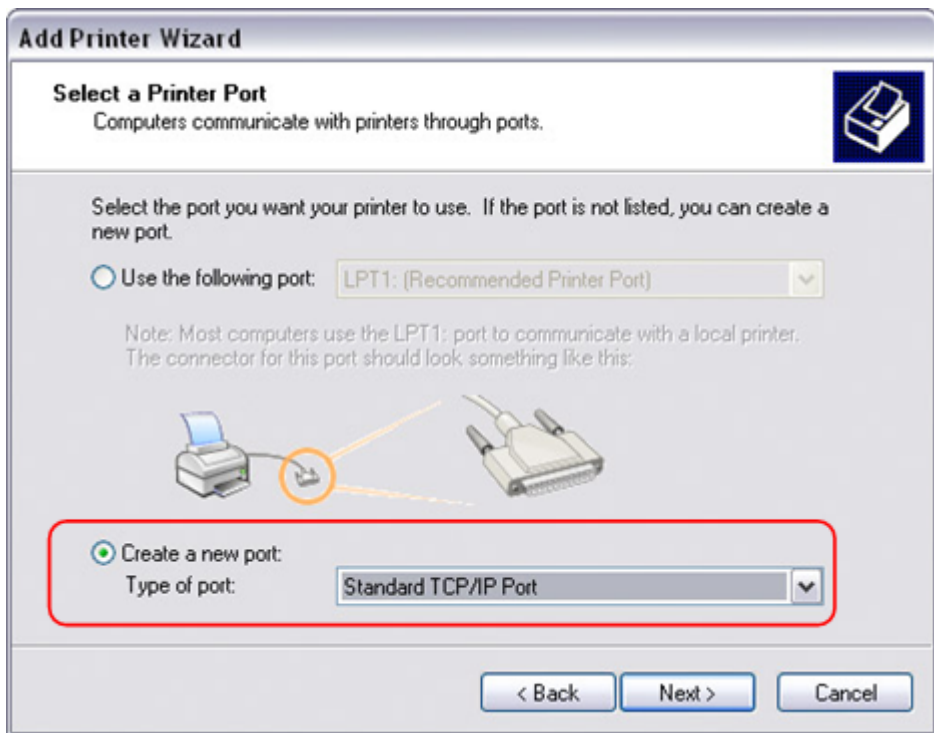 Add Printer Wizard
Select a Printer Port
Computers communicate with printers through ports.
Select the port you want your printer to use.  If the port is not listed, you can create a
new port.
Use the following port: LPT1: (Recommended Printer Port)
Note: Most computers use the LPT1: port to communicate with a local printer.
The connector for this port should look something like this:
Create a new port:
Type of port: Standard TCP/IP Port
< Back Next > Cancel